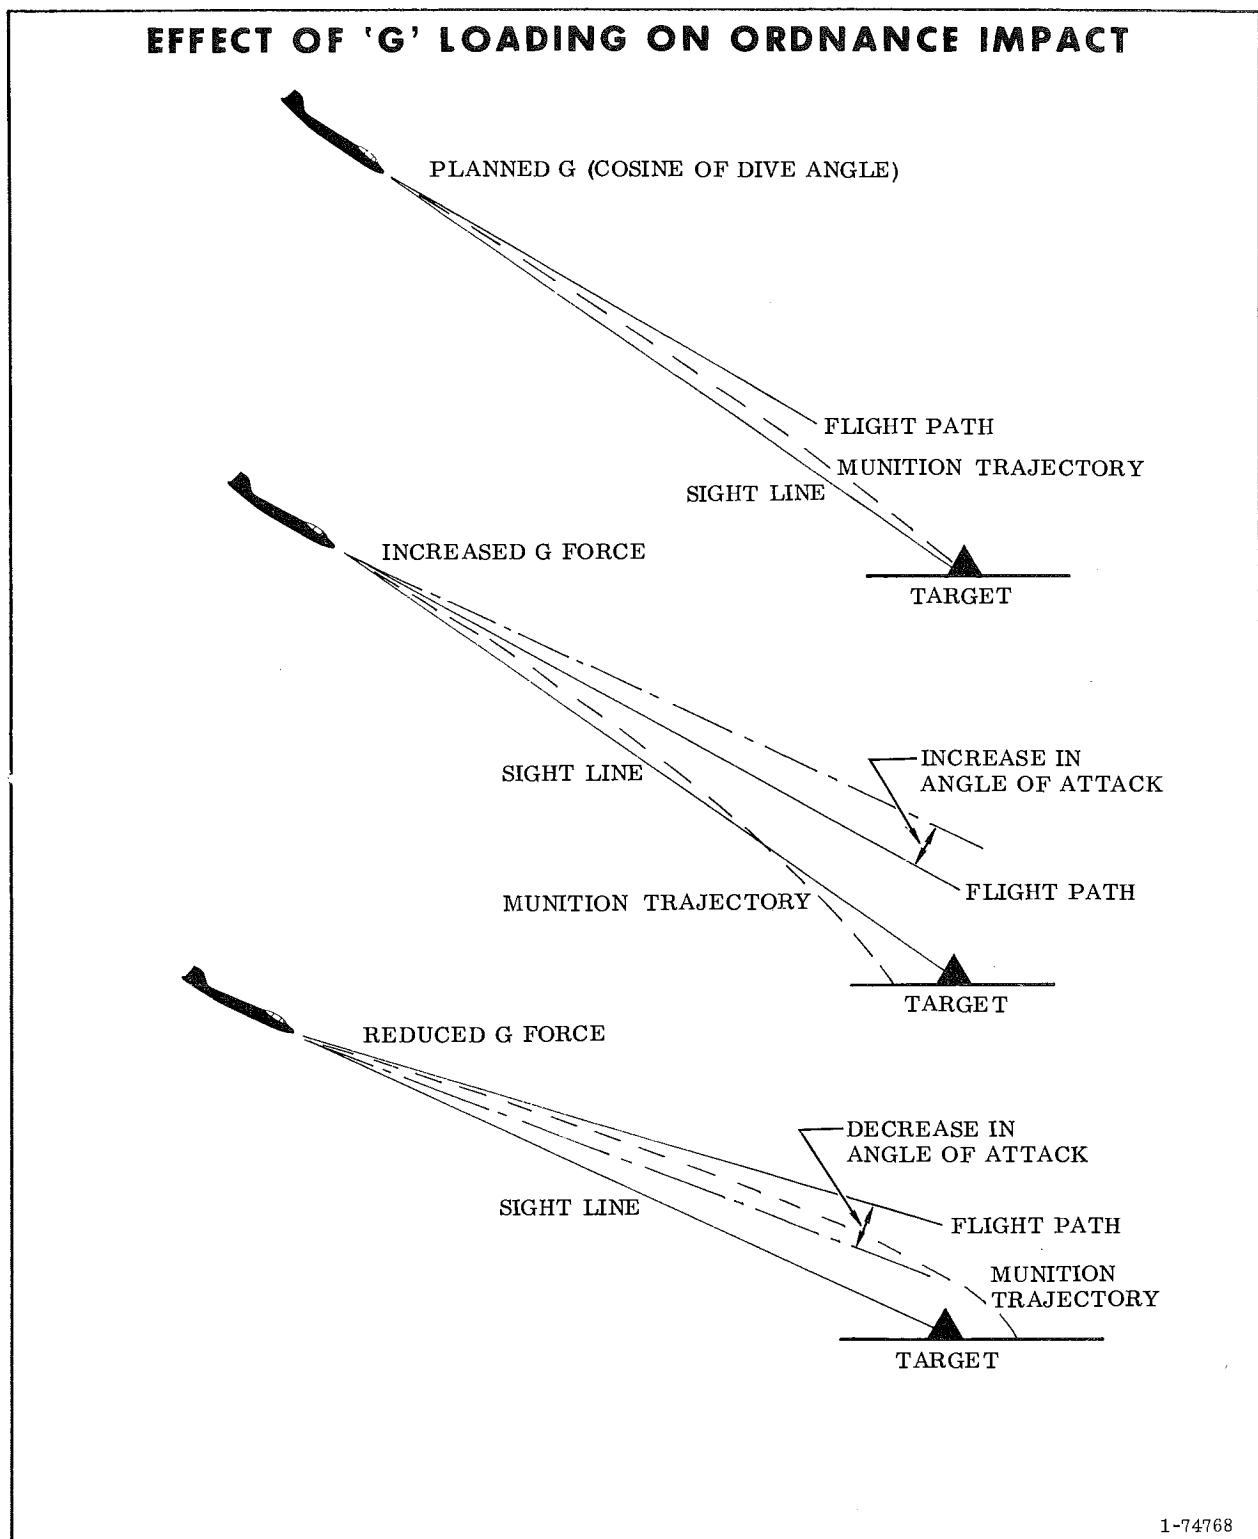 EFFECT OF 'G' LOADING ON ORDNANCE IMPACT
PLANNED G (COSINE OF DIVE ANGLE)
FLIGHT PATH
MUNITION TRAJECTORY
SIGHT LINE
TARGET
INCREASED G FORCE
INCREASE IN
ANGLE OF ATTACK
SIGHT LINE
FLIGHT PATH
MUNITION TRAJECTORY
TARGET
REDUCED G FORCE
DECREASE IN
ANGLE OF ATTACK
SIGHT LINE
FLIGHT PATH
MUNITION
TRAJECTORY
TARGET
1-74768